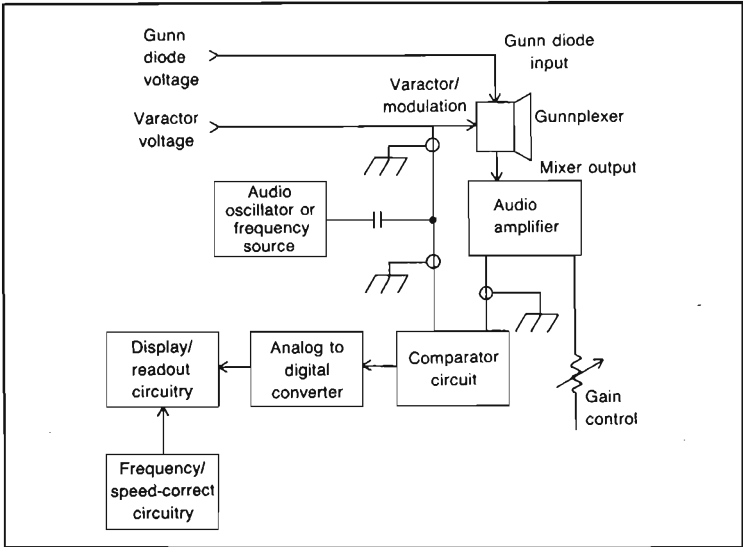 Gunn
diode
voltage
Gunn diode
input
Varactor/
modulation
Gunnplexer
Varactor
voltage
Mixer output
Audio
oscillator or
frequency
source
Audio
amplifier
Display/
readout
circuitry
Analog to
digital
converter
Comparator
circuit
Gain
control
Frequency/
speed-correct
circuitry